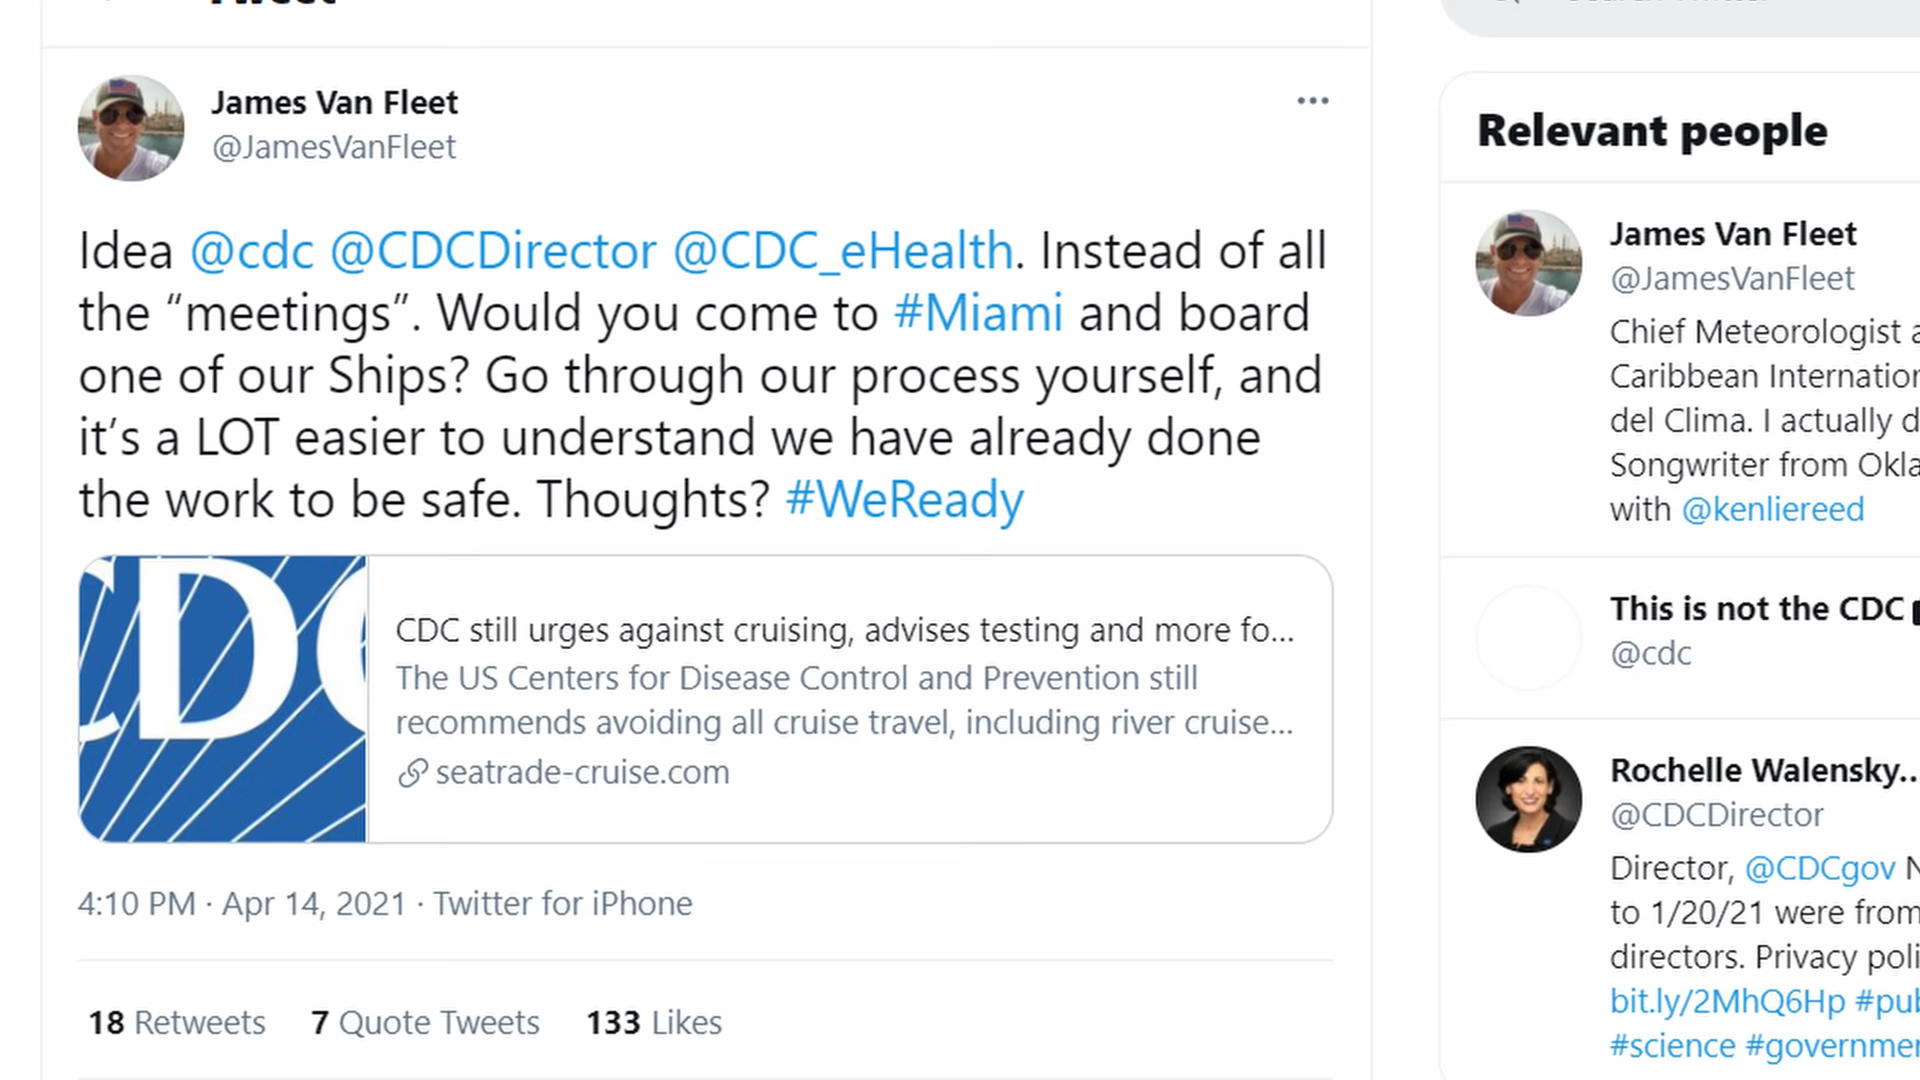 Tweet
James Van Fleet
@JamesVanFleet
Idea @cdc @CDCDirector @CDC_eHealth. Instead of all
the “meetings”. Would you come to #Miami and board
one of our Ships? Go through our process yourself, and
it’s a LOT easier to understand we have already done
the work to be safe. Thoughts? #WeReady
CDC
CDC still urges against cruising, advises testing and more fo...
The US Centers for Disease Control and Prevention still
recommends avoiding all cruise travel, including river cruise...
seatrade-cruise.com
4:10 PM · Apr 14, 2021 · Twitter for iPhone
18 Retweets 7 Quote Tweets 133 Likes
Search Twitter
Relevant people
James Van Fleet
@JamesVanFleet
Chief Meteorologist
Caribbean
del Clima. I actually
Songwriter from
with @kenliereed
This is not the CDC
@cdc
Rochelle Walensky...
@CDCDirector
Director, @CDCgov
to 1/20/21 were from
directors. Privacy
bit.ly/2MhQ6Hp
#science